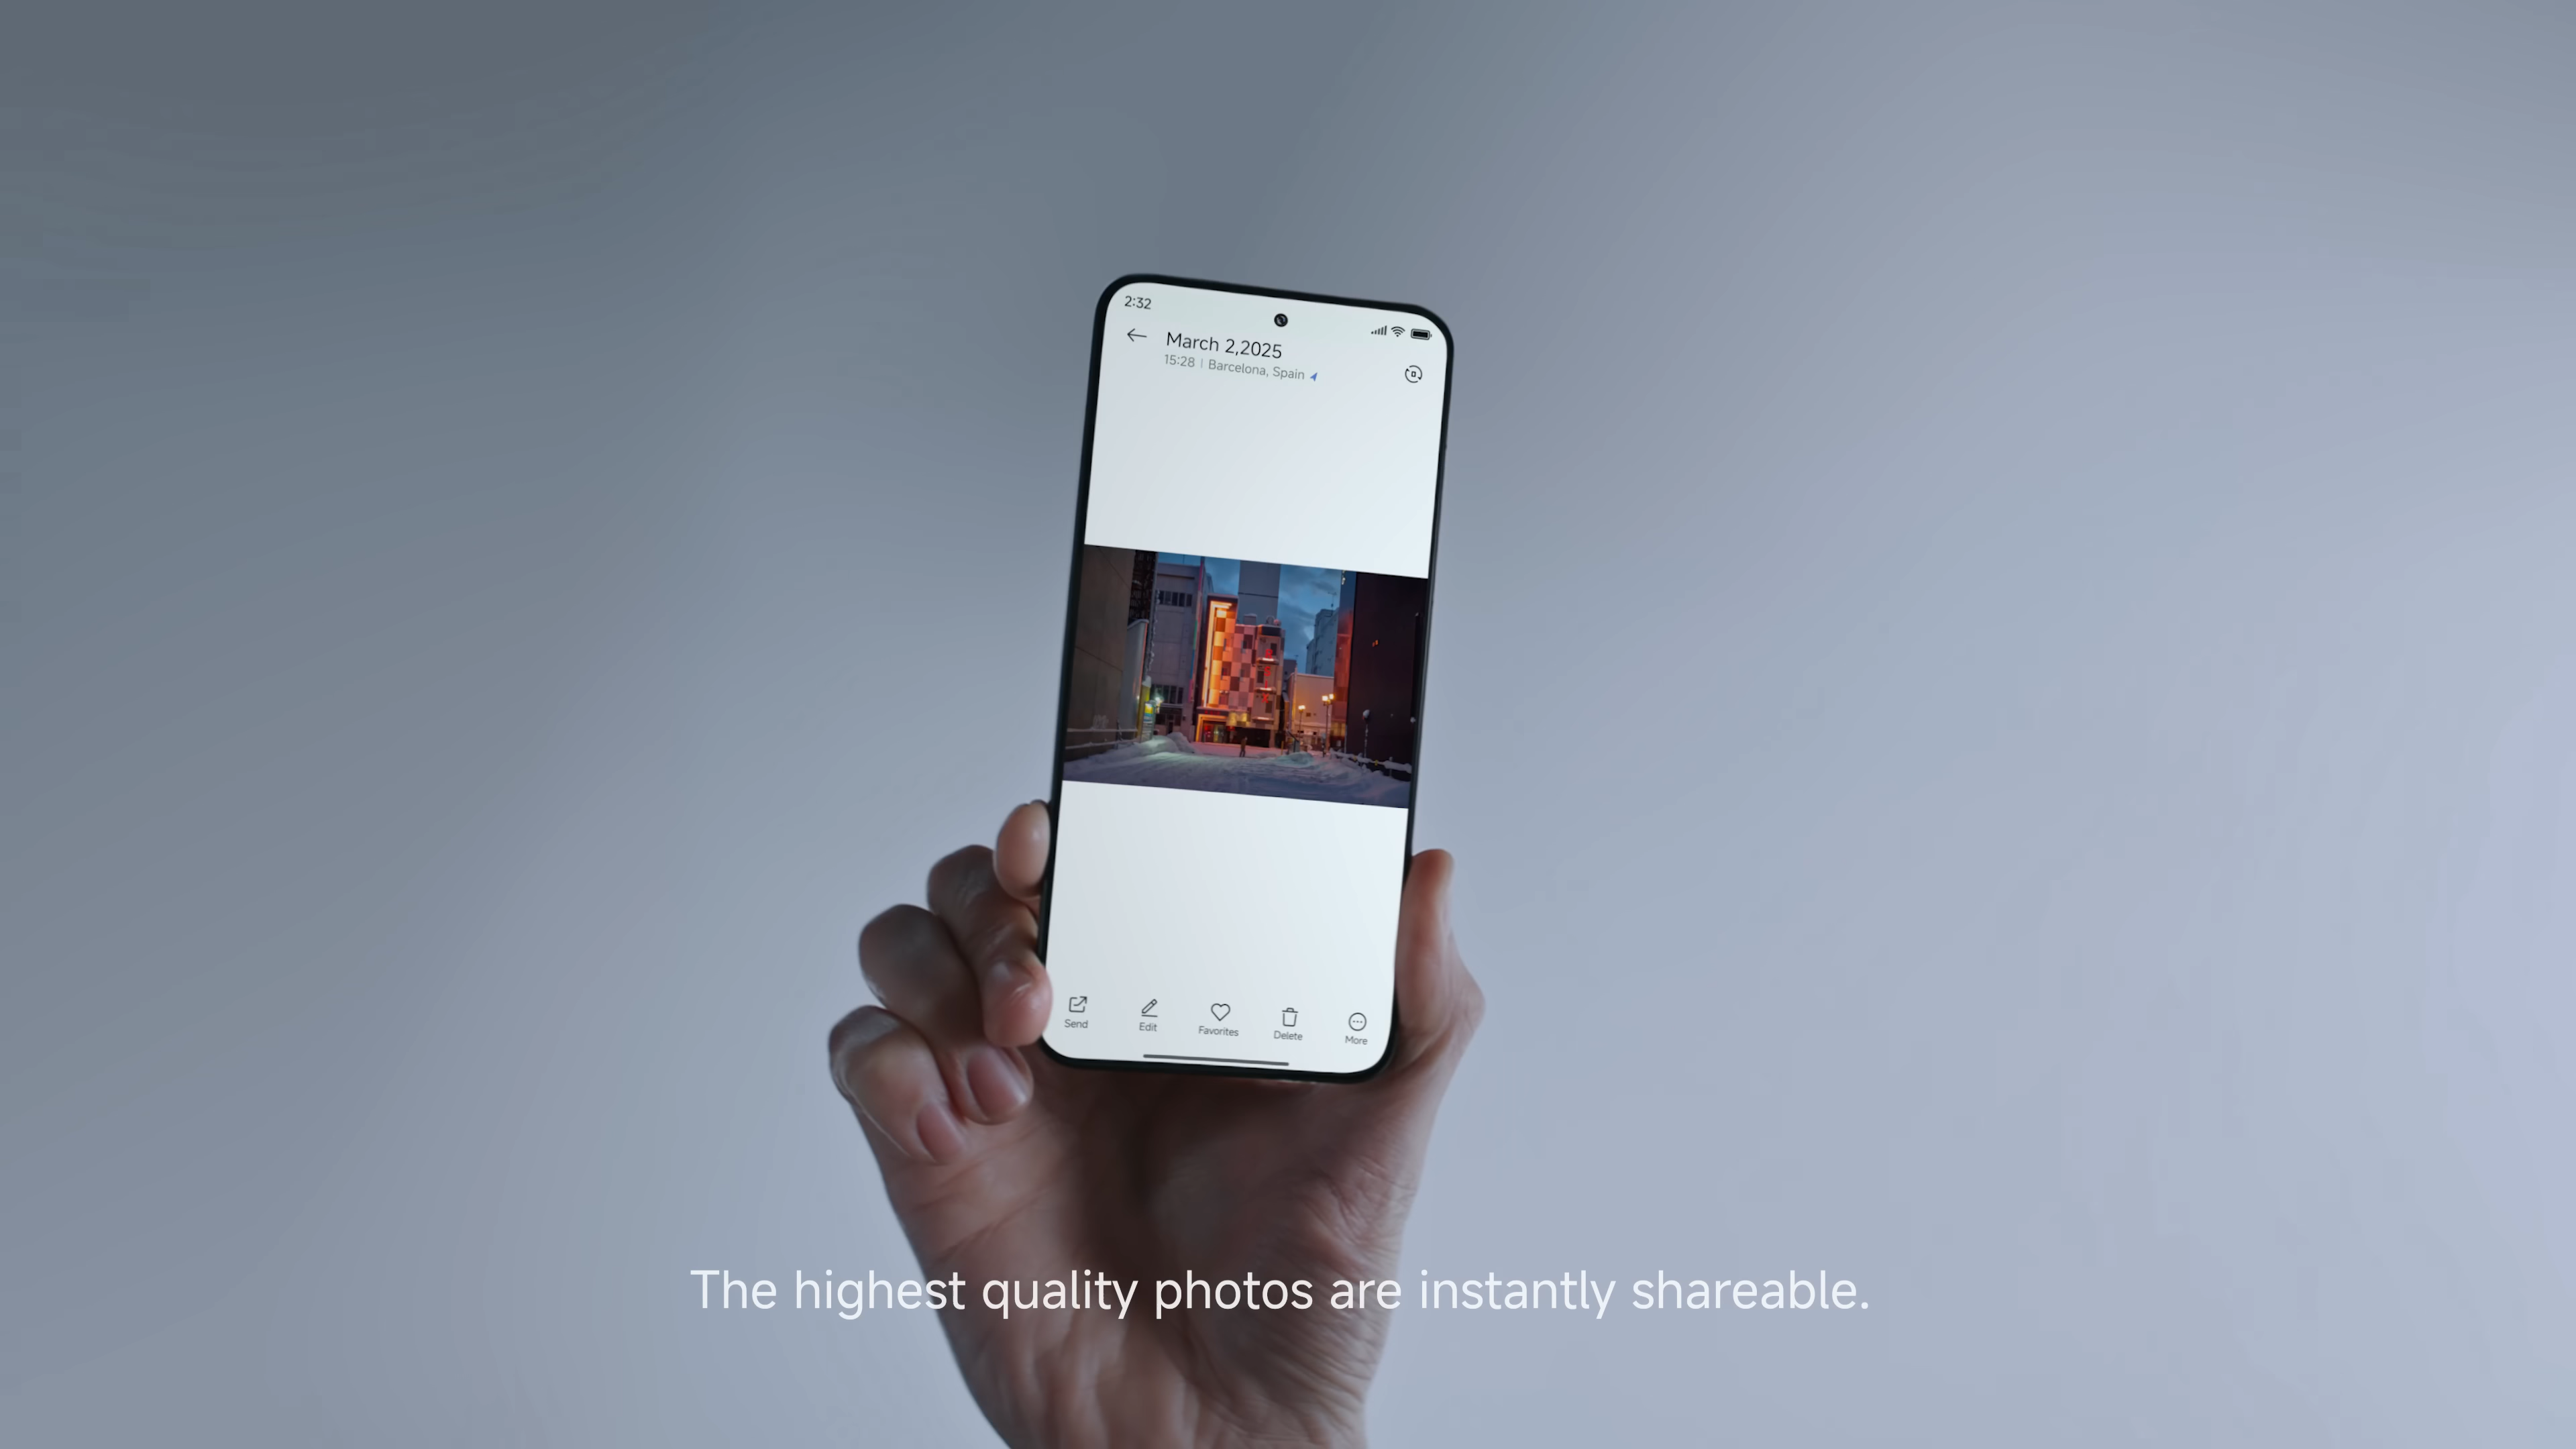 2:32
March 2,2025
15:28 | Barcelona, Spain
Send
Edit
Favorites
Delete
More
The highest quality photos are instantly shareable.